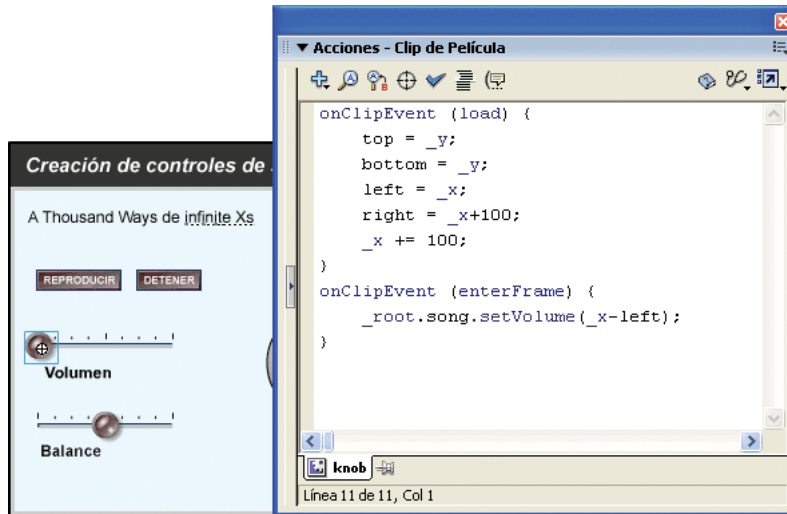 Acciones - Clip de Película
onClipEvent (load) {
top = _y;
bottom = _y;
left = _x;
right = _x+100;
_x += 100;
}
onClipEvent (enterFrame) {
_root.song.setVolume(_x-left);
}
knob
Línea 11 de 11, Col 1
Creación de controles de
A Thousand Ways de infinite Xs
REPRODUCIR DETENER
Volumen
Balance